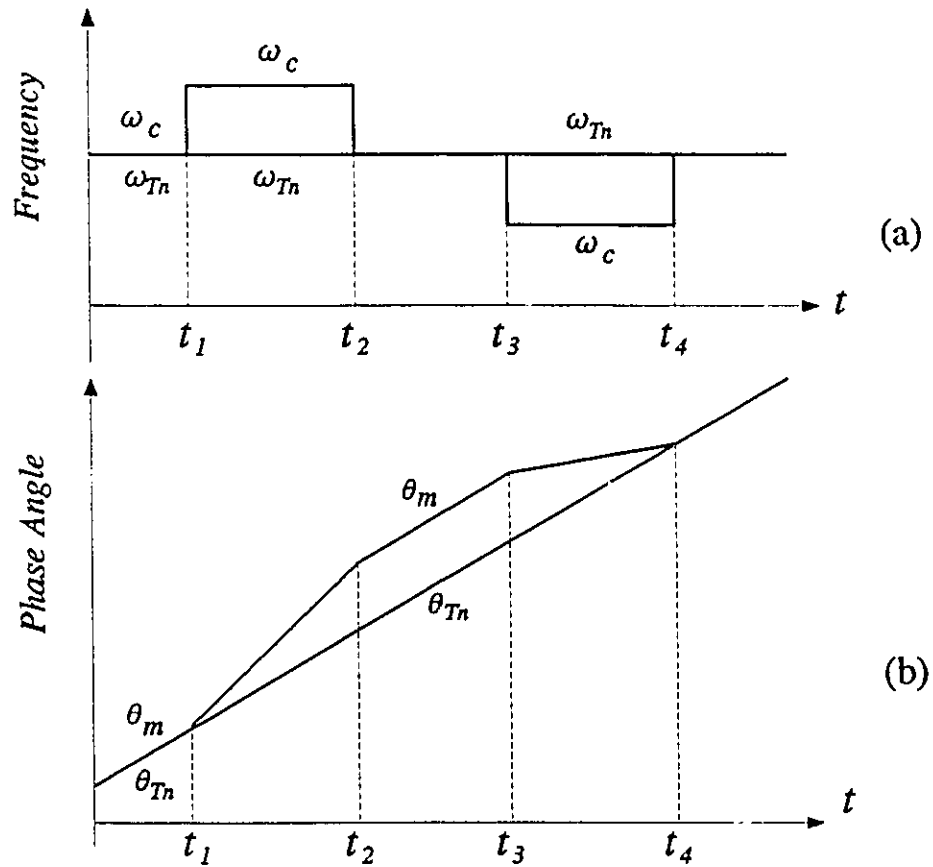 Frequency
ω_c
ω_c
ω_Tn
ω_Tn
ω_Tn
ω_c
(a)
t
t_1
t_2
t_3
t_4
Phase Angle
θ_m
θ_Tn
θ_m
θ_Tn
(b)
t
t_1
t_2
t_3
t_4